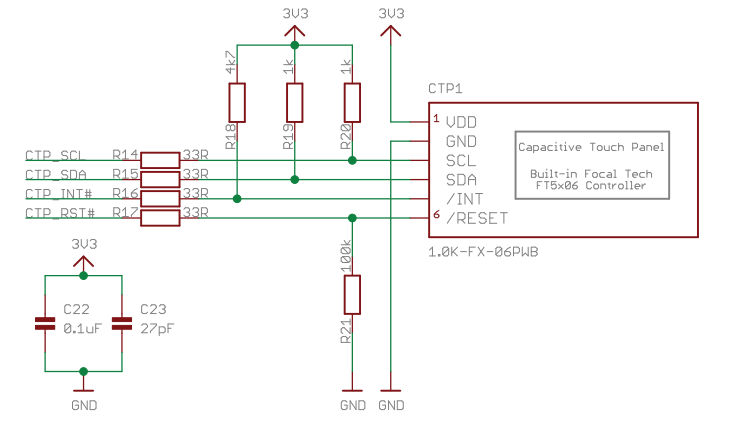 3V3
3V3
4k7
1k
1k
R18
R19
R20
CTP1
1 VDD
GND
SCL
SDA
/INT
6 /RESET
Capacitive Touch Panel
Built-in Focal Tech
FT5x06 Controller
1.0K-FX-06PWB
CTP_SCL R14 33R
CTP_SDA R15 33R
CTP_INT# R16 33R
CTP_RST# R17 33R
3V3
C22
0.1uF
C23
27pF
GND
100k
R21
GND
GND